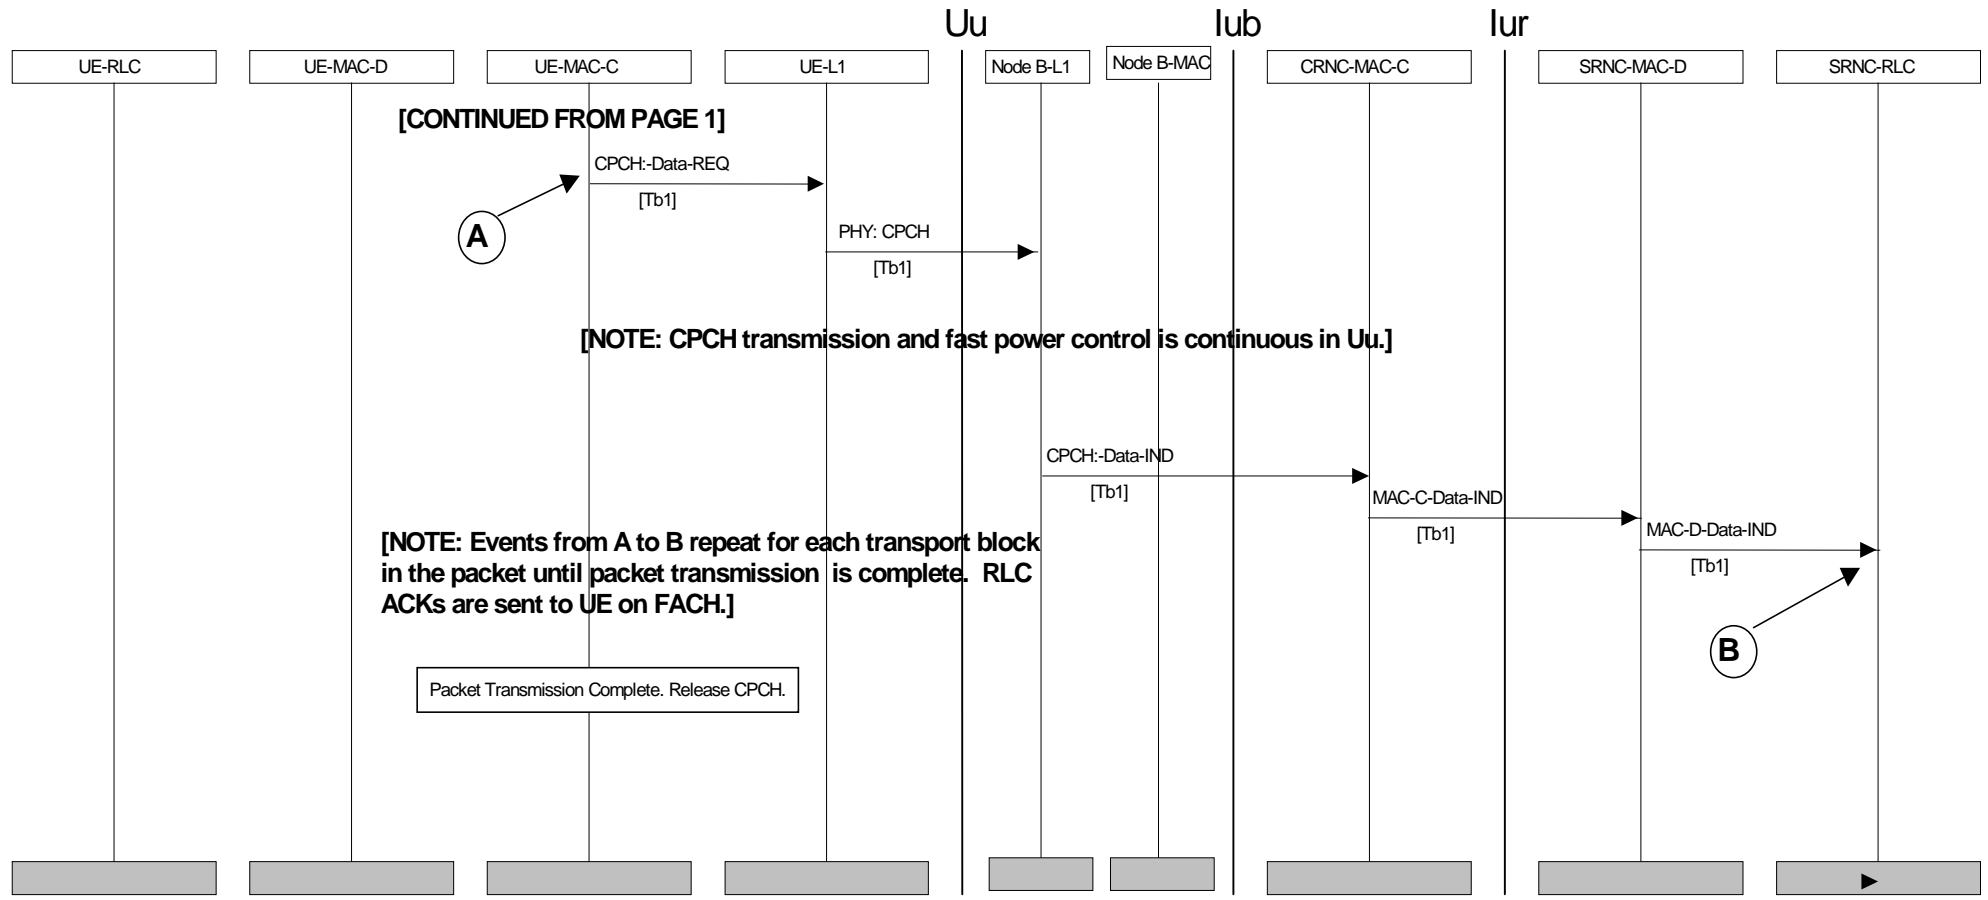 Uu
Iub
Iur
UE-RLC
UE-MAC-D
UE-MAC-C
UE-L1
Node B-L1
Node B-MAC
CRNC-MAC-C
SRNC-MAC-D
SRNC-RLC
[CONTINUED FROM PAGE 1]
CPCH:-Data-REQ
[Tb1]
A
PHY: CPCH
[Tb1]
[NOTE: CPCH transmission and fast power control is continuous in Uu.]
CPCH:-Data-IND
[Tb1]
MAC-C-Data-IND
[Tb1]
MAC-D-Data-IND
[Tb1]
[NOTE: Events from A to B repeat for each transport block
in the packet until packet transmission is complete. RLC
ACKs are sent to UE on FACH.]
B
Packet Transmission Complete. Release CPCH.